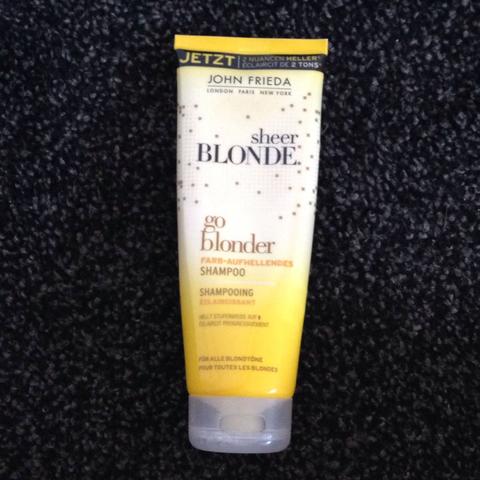 JETZT 2 NUANCEN HELLER*
ÉCLAIRCIT DE 2 TONS*
JOHN FRIEDA
LONDON PARIS NEW YORK
sheer
BLONDE
go
blonder
FARB-AUFHELLENDES
SHAMPOO
SHAMPOOING
ÉCLAIRCISSANT
HELLT STUFENWEISE AUF
ÉCLAIRCIT PROGRESSIVEMENT
FÜR ALLE BLONDTÖNE
POUR TOUTES LES BLONDES